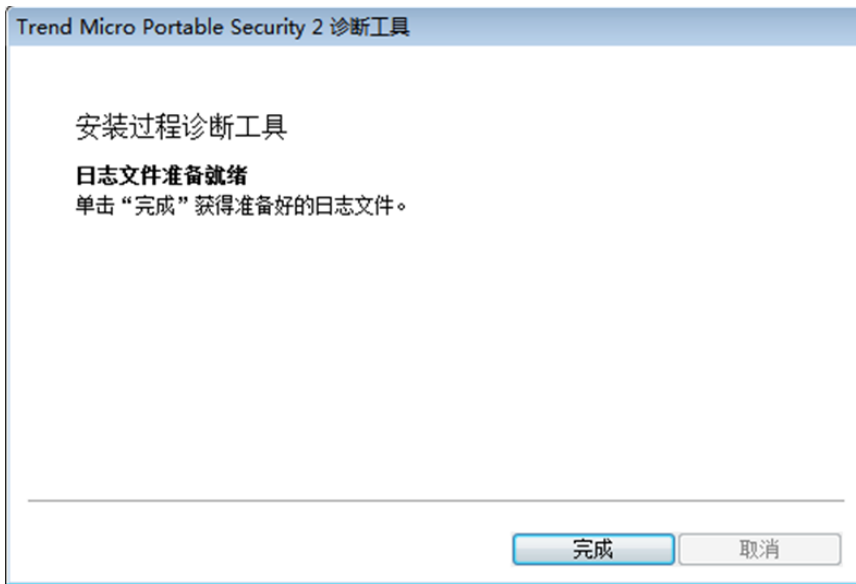 Trend Micro Portable Security 2 诊断工具
安装过程诊断工具
日志文件准备就绪
单击“完成”获得准备好的日志文件。
完成
取消